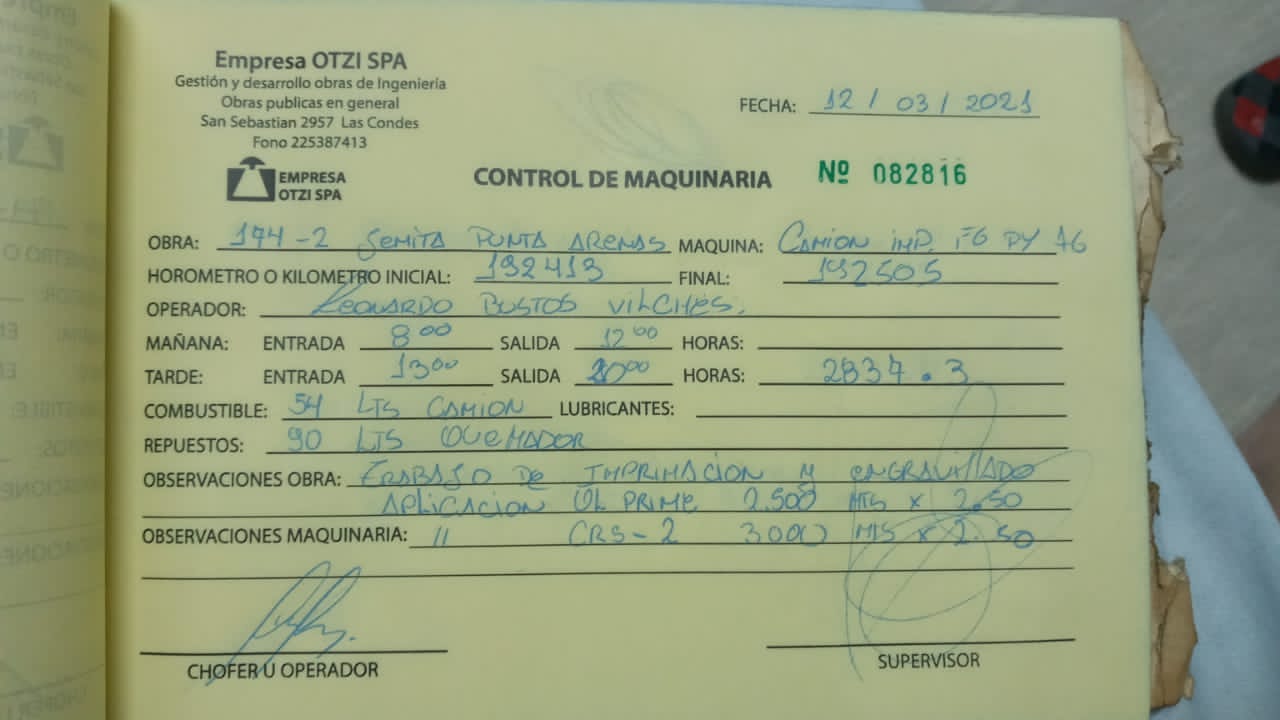 Empresa OTZI SPA
Gestión y desarrollo obras de Ingeniería
Obras publicas en general
San Sebastian 2957 Las Condes
Fono 225387413
FECHA: 12 / 03 / 2021
EMPRESA
OTZI SPA
CONTROL DE MAQUINARIA Nº 082816
OBRA: 174-2 SEMITA PUNTA ARENAS MAQUINA: CAMION IMP. FG PY 76
HOROMETRO O KILOMETRO INICIAL: 192413 FINAL: 192505
OPERADOR: LEONARDO BUSTOS VILCHES.
MAÑANA: ENTRADA 8:00 SALIDA 12:00 HORAS:
TARDE: ENTRADA 13:00 SALIDA 20:00 HORAS: 2837.3
COMBUSTIBLE: 54 LTS CAMION LUBRICANTES:
REPUESTOS: 90 LTS QUEMADOR
OBSERVACIONES OBRA: TRABAJO DE IMPRIMACION Y ENGRAVILLADO
APLICACION QL PRIME 2.500 MTS x 2.50
OBSERVACIONES MAQUINARIA: 11 CRS-2 3000 MTS x 2.50
CHOFER U OPERADOR
SUPERVISOR